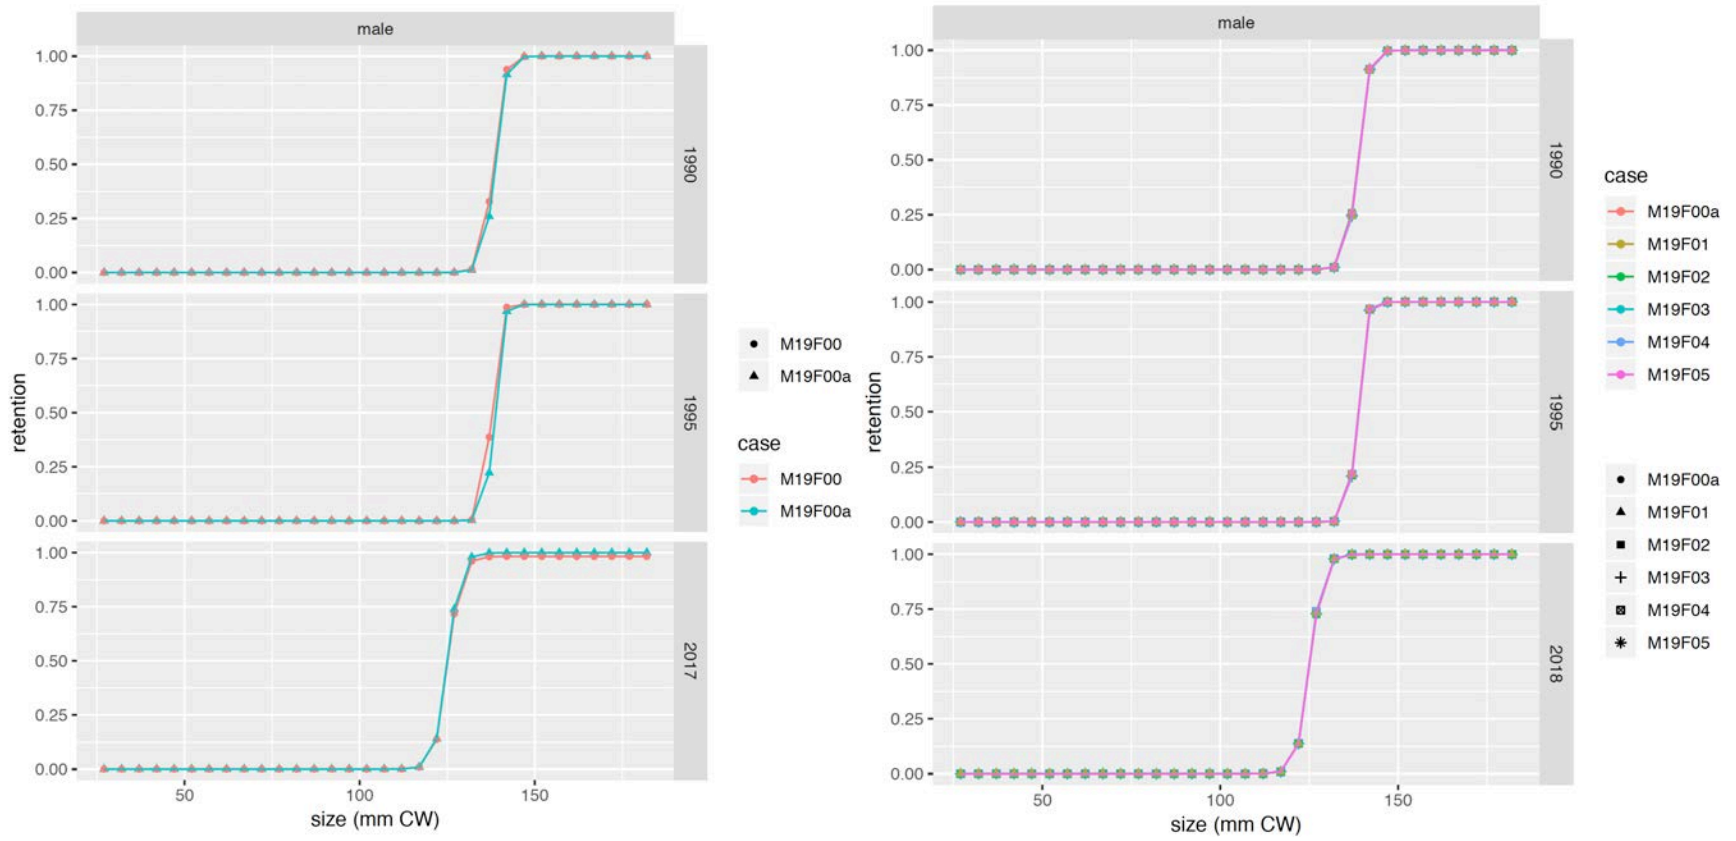 male
1.00
0.75
0.50
0.25
0.00
1990
1.00
0.75
0.50
0.25
0.00
1995
1.00
0.75
0.50
0.25
0.00
2017
retention
50
100
150
size (mm CW)
M19F00
M19F00a
case
M19F00
M19F00a
male
1.00
0.75
0.50
0.25
0.00
1990
1.00
0.75
0.50
0.25
0.00
1995
1.00
0.75
0.50
0.25
0.00
2018
retention
50
100
150
size (mm CW)
case
M19F00a
M19F01
M19F02
M19F03
M19F04
M19F05
M19F00a
M19F01
M19F02
M19F03
M19F04
M19F05